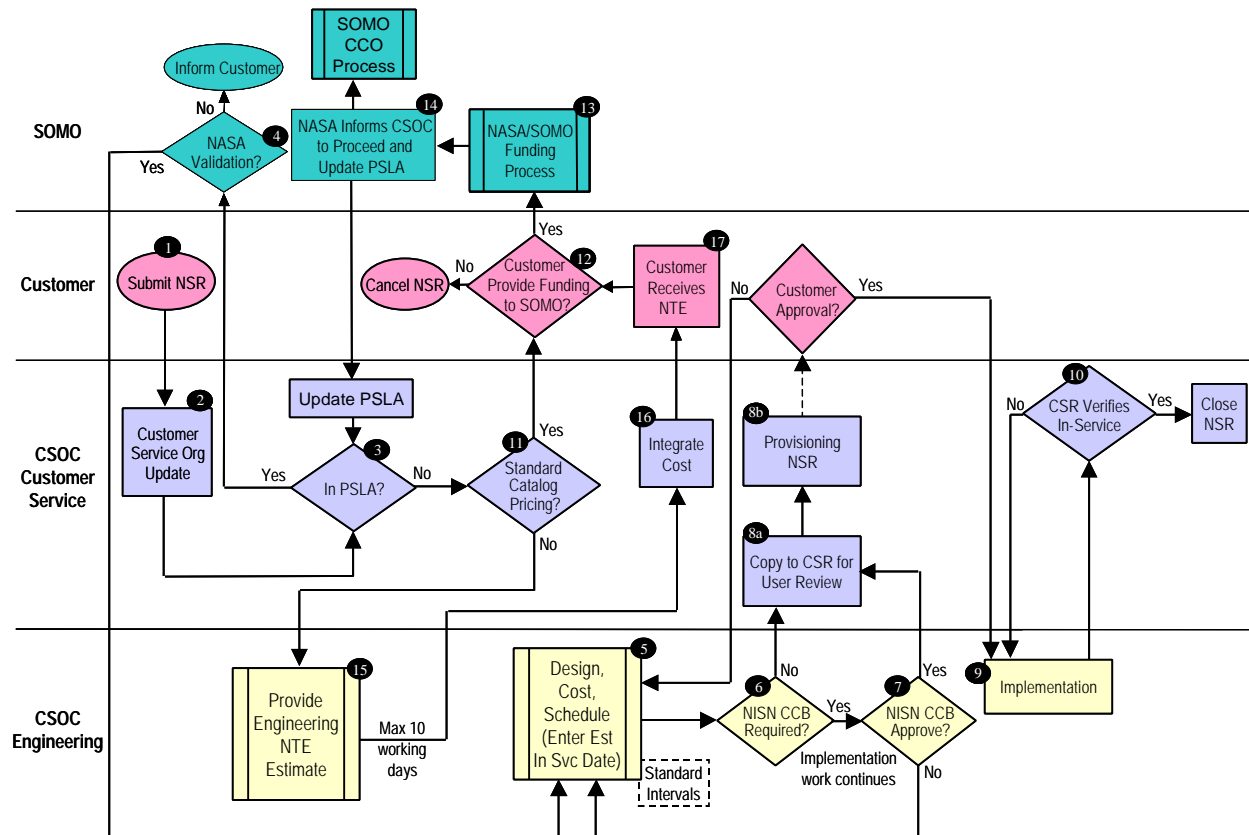 SOMO
CCO
Process
Inform Customer
No
14
13
4
SOMO
NASA
Validation?
Yes
NASA Informs CSOC
to Proceed and
Update PSLA
NASA/SOMO
Funding
Process
1
Submit NSR
Customer
Cancel NSR
No
Yes
12
Customer
Provide Funding
to SOMO?
17
Customer
Receives
NTE
No
Customer
Approval?
Yes
CSOC
Customer
Service
2
Customer
Service Org
Update
Update PSLA
3
In PSLA?
Yes
No
11
Yes
Standard
Catalog
Pricing?
No
16
Integrate
Cost
8b
Provisioning
NSR
8a
Copy to CSR for
User Review
10
No
CSR Verifies
In-Service
Yes
Close
NSR
CSOC
Engineering
15
Provide
Engineering
NTE
Estimate
Max 10
working
days
5
Design,
Cost,
Schedule
(Enter Est
In Svc Date)
Standard
Intervals
6
No
NISN CCB
Required?
Yes
Implementation
work continues
7
Yes
NISN CCB
Approve?
No
9
Implementation